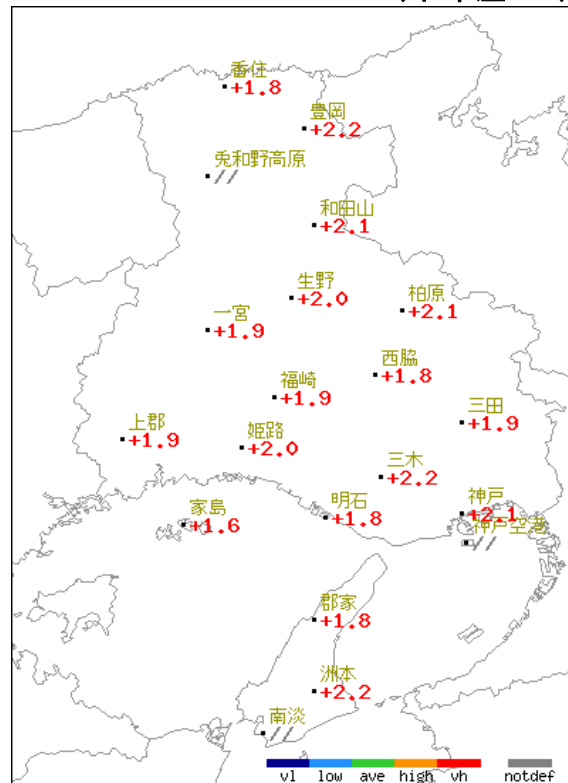 香住
+1.8
豊岡
+2.2
兎和野高原
//
和田山
+2.1
生野
+2.0
柏原
+2.1
一宮
+1.9
西脇
+1.8
福崎
+1.9
三田
+1.9
上郡
+1.9
姫路
+2.0
三木
+2.2
家島
+1.6
明石
+1.8
神戸
+2.1
神戸空港
//
郡家
+1.8
洲本
+2.2
南淡
//
vl low ave high vh notdef